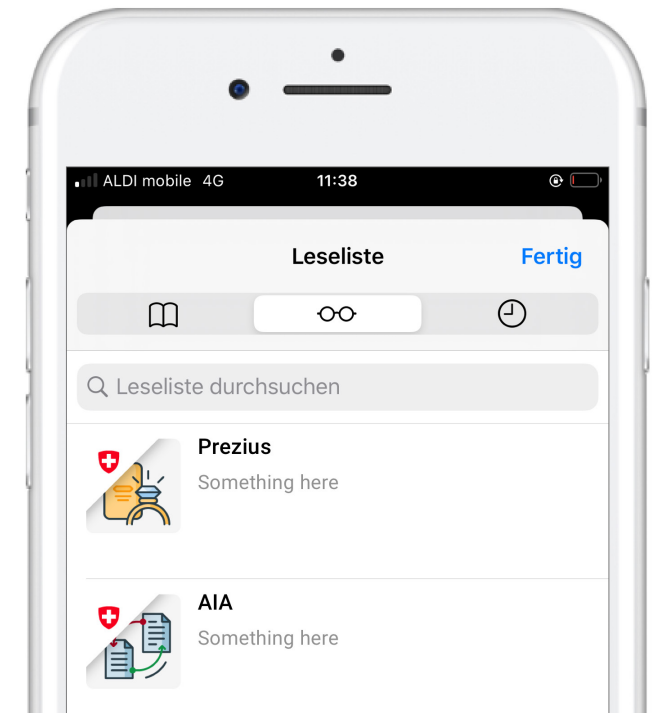 ALDI mobile 4G 11:38
Leseliste Fertig
Leseliste durchsuchen
Prezius
Something here
AIA
Something here